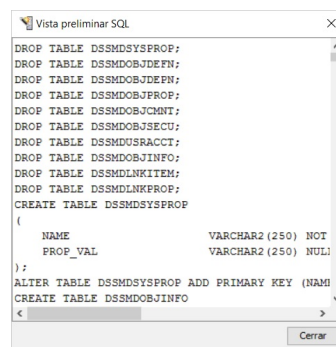 Vista preliminar SQL
DROP TABLE DSSMDSYSPROP;
DROP TABLE DSSMDOBJDEFN;
DROP TABLE DSSMDOBJDEPN;
DROP TABLE DSSMDOBJPROP;
DROP TABLE DSSMDOBJCMNT;
DROP TABLE DSSMDOBJSECU;
DROP TABLE DSSMDUSRACCT;
DROP TABLE DSSMDOBJINFO;
DROP TABLE DSSMDLNKITEM;
DROP TABLE DSSMDLNKPROP;
CREATE TABLE DSSMDSYSPROP
(
NAME VARCHAR2(250) NOT
PROP_VAL VARCHAR2(250) NULL
);
ALTER TABLE DSSMDSYSPROP ADD PRIMARY KEY (NAME
CREATE TABLE DSSMDOBJINFO
Cerrar